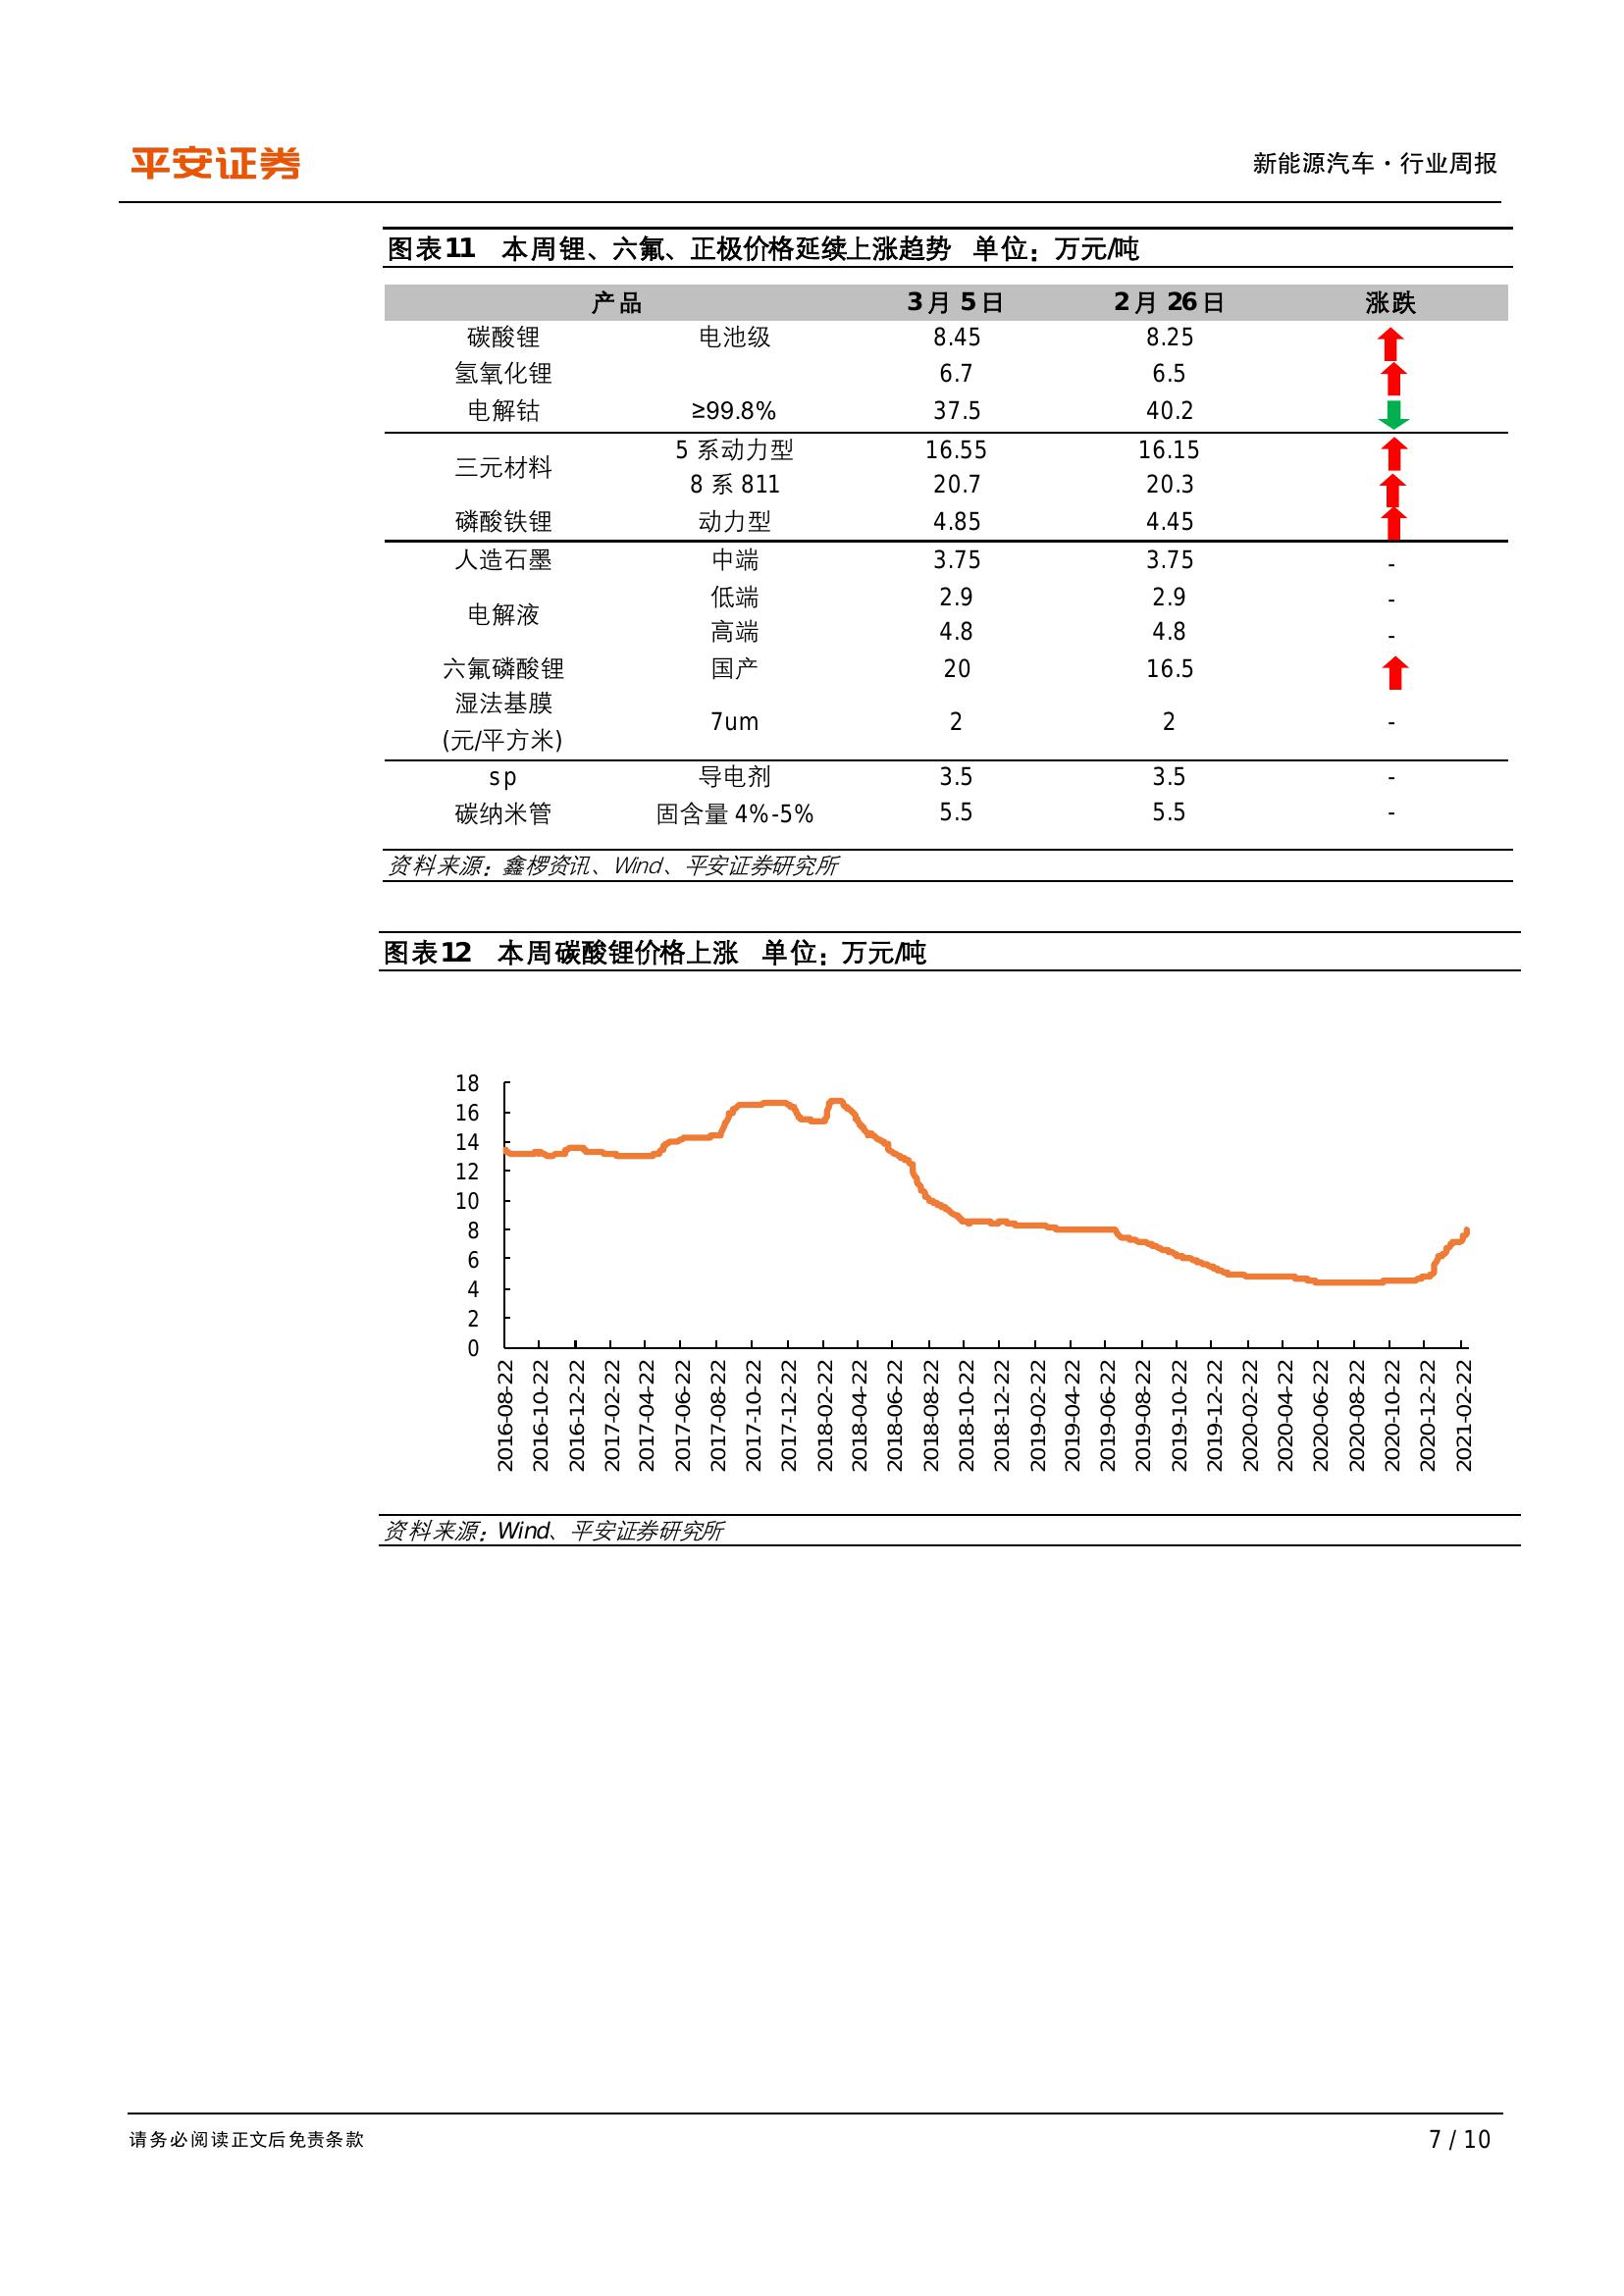 平安证券
新能源汽车·行业周报
图表11 本周锂、六氟、正极价格延续上涨趋势 单位：万元/吨
产品 3月5日 2月26日 涨跌
碳酸锂 电池级 8.45 8.25
氢氧化锂 6.7 6.5
电解钴 ≥99.8% 37.5 40.2
三元材料 5系动力型 16.55 16.15
8系811 20.7 20.3
磷酸铁锂 动力型 4.85 4.45
人造石墨 中端 3.75 3.75 -
电解液 低端 2.9 2.9 -
高端 4.8 4.8 -
六氟磷酸锂 国产 20 16.5
湿法基膜
(元/平方米) 7um 2 2 -
sp 导电剂 3.5 3.5 -
碳纳米管 固含量4%-5% 5.5 5.5 -
资料来源：鑫椤资讯、Wind、平安证券研究所
图表12 本周碳酸锂价格上涨 单位：万元/吨
18
16
14
12
10
8
6
4
2
0
2016-08-22
2016-10-22
2016-12-22
2017-02-22
2017-04-22
2017-06-22
2017-08-22
2017-10-22
2017-12-22
2018-02-22
2018-04-22
2018-06-22
2018-08-22
2018-10-22
2018-12-22
2019-02-22
2019-04-22
2019-06-22
2019-08-22
2019-10-22
2019-12-22
2020-02-22
2020-04-22
2020-06-22
2020-08-22
2020-10-22
2020-12-22
2021-02-22
资料来源：Wind、平安证券研究所
请务必阅读正文后免责条款
7 / 10